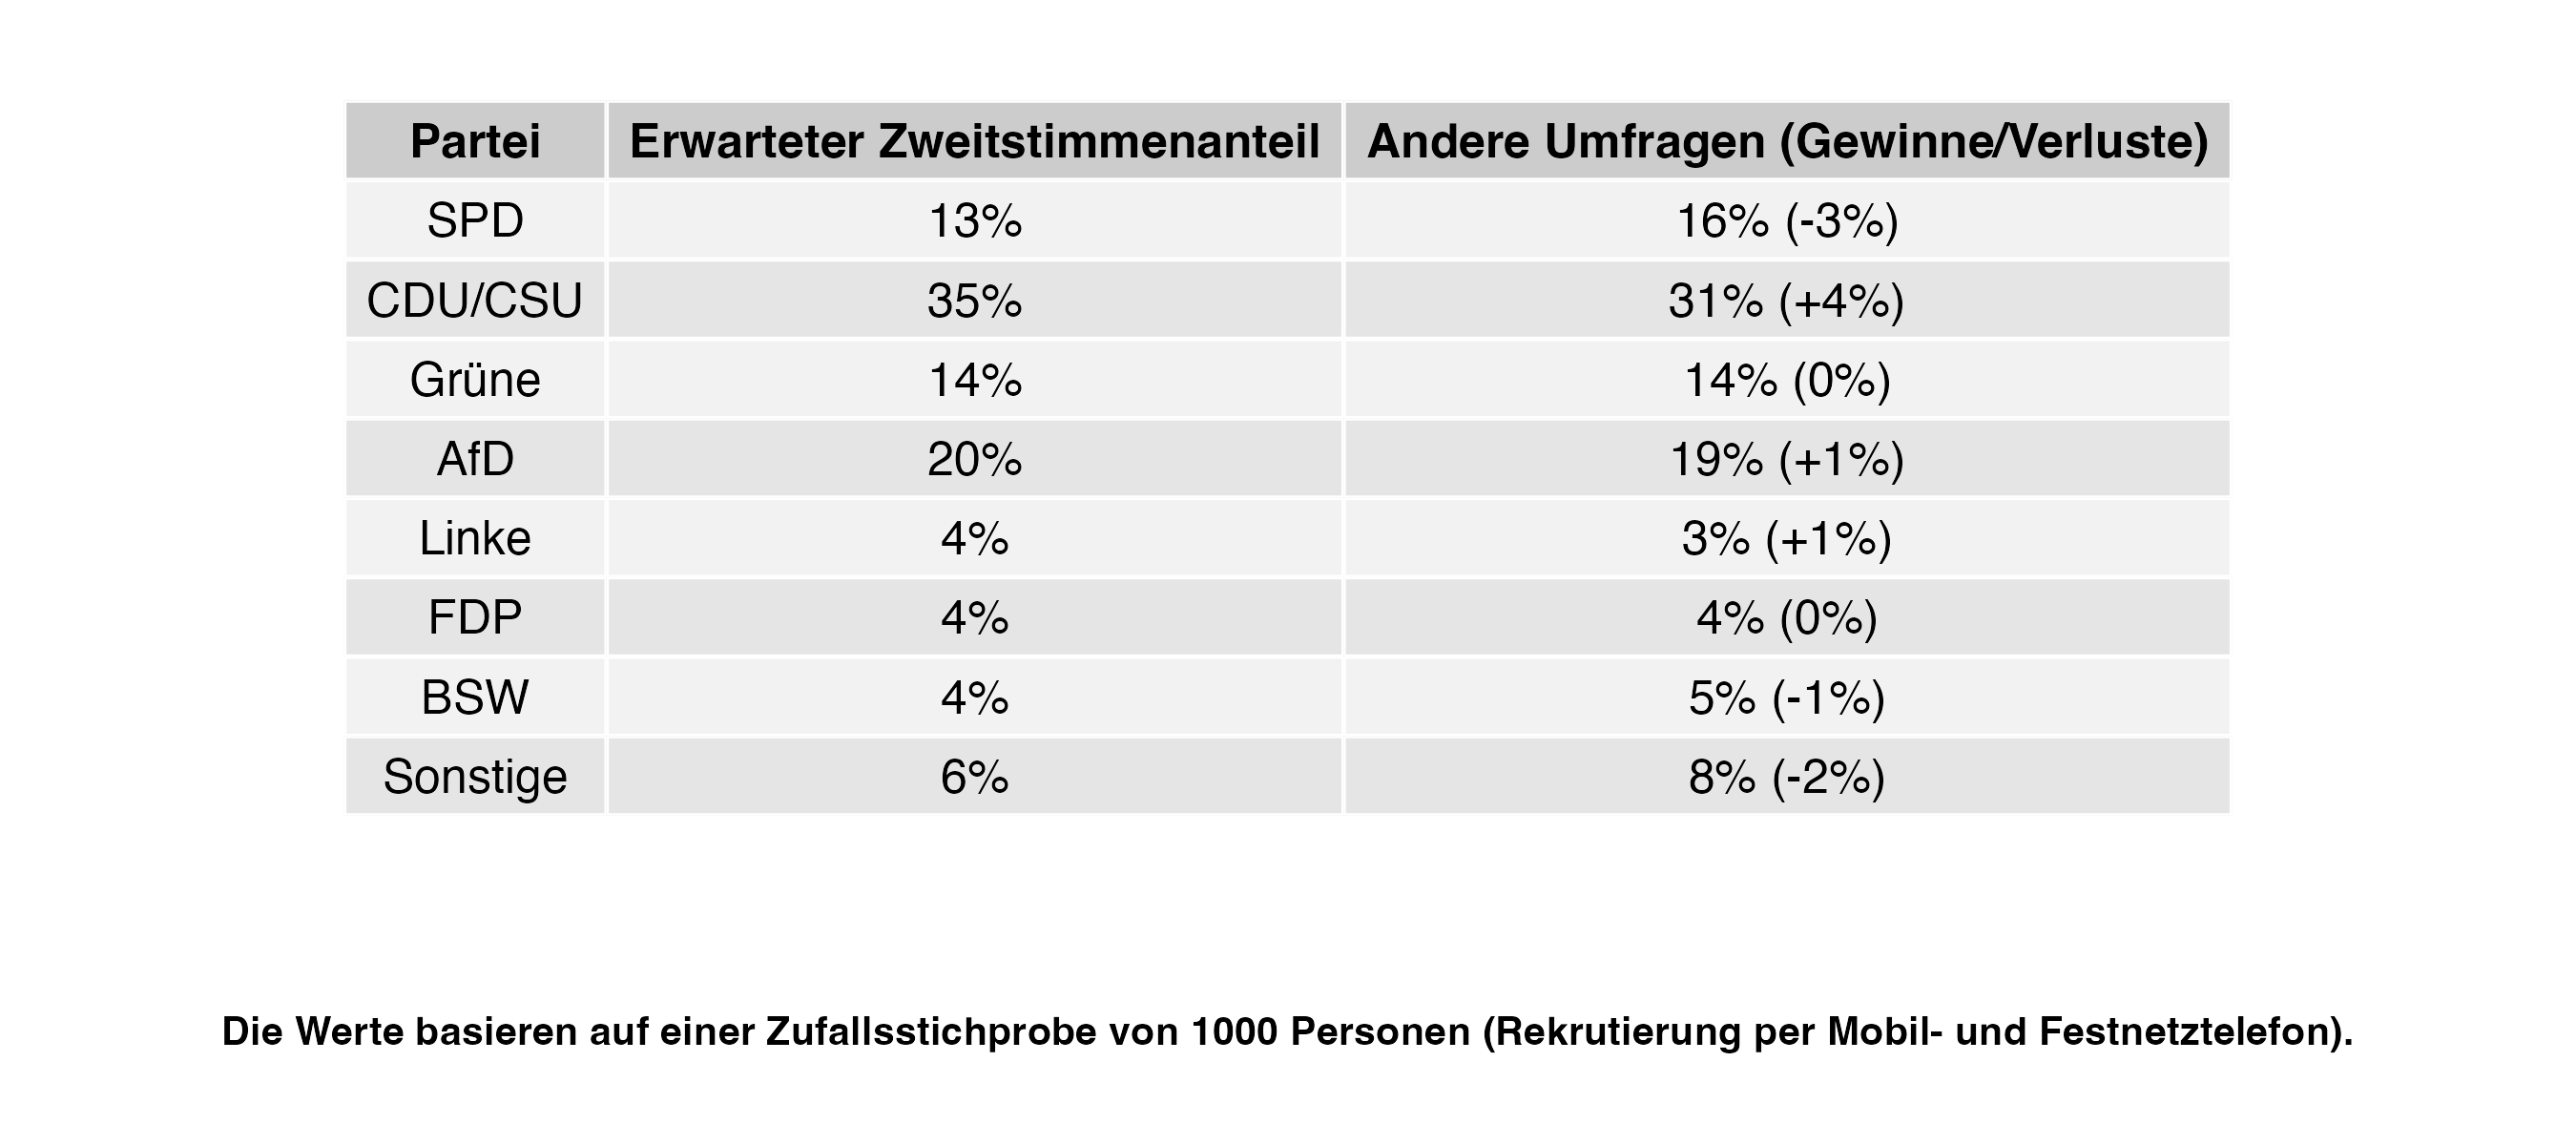 Partei Erwarteter Zweitstimmenanteil Andere Umfragen (Gewinne/Verluste)
SPD 13% 16% (-3%)
CDU/CSU 35% 31% (+4%)
Grüne 14% 14% (0%)
AfD 20% 19% (+1%)
Linke 4% 3% (+1%)
FDP 4% 4% (0%)
BSW 4% 5% (-1%)
Sonstige 6% 8% (-2%)
Die Werte basieren auf einer Zufallsstichprobe von 1000 Personen (Rekrutierung per Mobil- und Festnetztelefon).